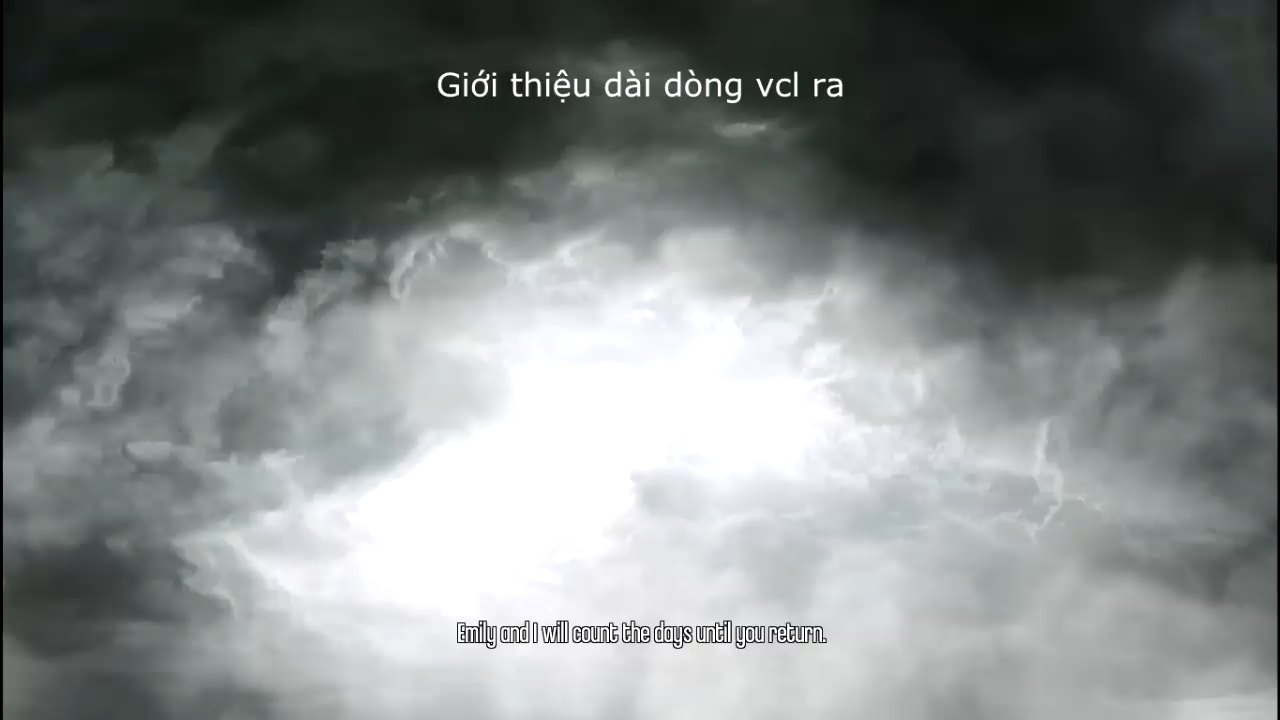 Giới thiệu dài dòng vcl ra
Emily and I will count the days until you return.